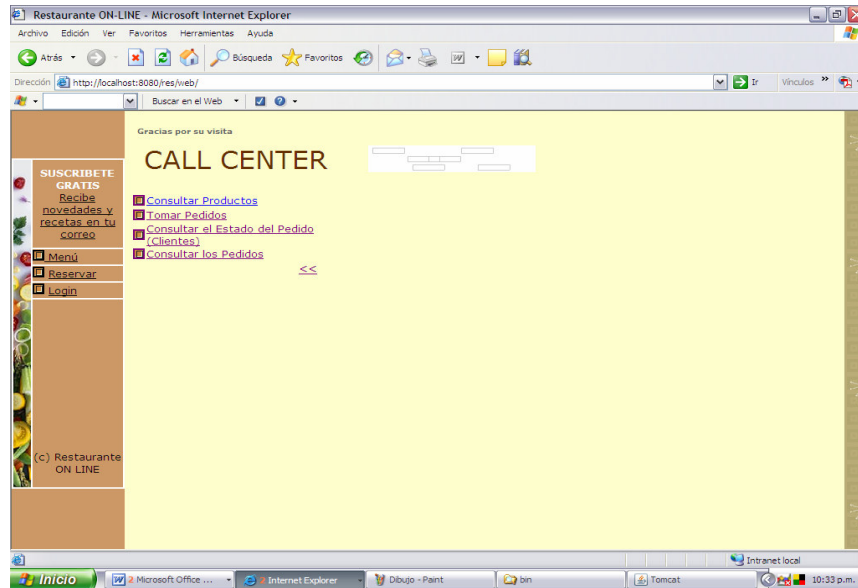 Restaurante ON-LINE - Microsoft Internet Explorer
Archivo Edición Ver Favoritos Herramientas Ayuda
Atrás Búsqueda Favoritos
Dirección http://localhost:8080/res/web/ Ir Vínculos »
Buscar en el Web
Gracias por su visita
CALL CENTER
SUSCRIBETE
GRATIS
Recibe
novedades y
recetas en tu
correo
Menú
Reservar
Login
Consultar Productos
Tomar Pedidos
Consultar el Estado del Pedido
(Clientes)
Consultar los Pedidos
<<
(c) Restaurante
ON LINE
Intranet local
Inicio 2 Microsoft Office ... 2 Internet Explorer Dibujo - Paint bin Tomcat 10:33 p.m.